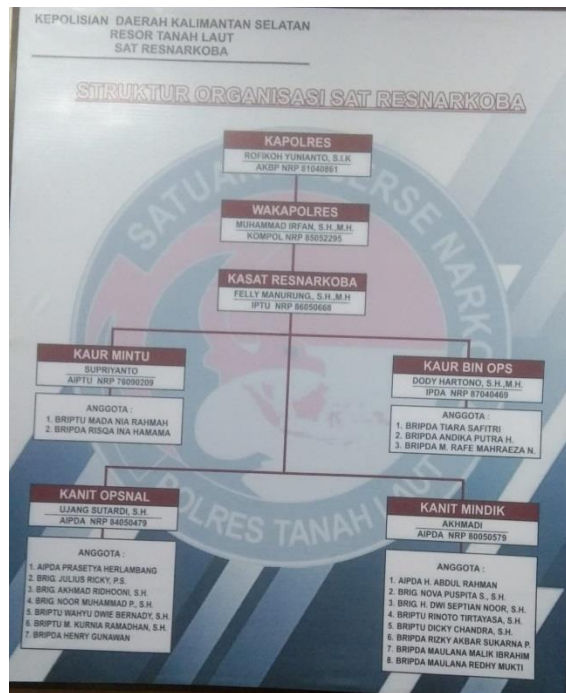 KEPOLISIAN DAERAH KALIMANTAN SELATAN
RESOR TANAH LAUT
SAT RESNARKOBA
STRUKTUR ORGANISASI SAT RESNARKOBA
KAPOLRES
ROFIKOH YUNIANTO, S.I.K
AKBP NRP 81040861
WAKAPOLRES
MUHAMMAD IRFAN, S.H.,M.H.
KOMPOL NRP 85052295
KASAT RESNARKOBA
FELLY MANURUNG, S.H.,M.H
IPTU NRP 86050668
KAUR MINTU
SUPRIYANTO
AIPTU NRP 76090209
ANGGOTA :
1. BRIPTU MADA NIA RAHMAH
2. BRIPDA RISQA INA HAMAMA
KAUR BIN OPS
DODY HARTONO, S.H.,M.H.
IPDA NRP 87040469
ANGGOTA :
1. BRIPDA TIARA SAFITRI
2. BRIPDA ANDIKA PUTRA H.
3. BRIPDA M. RAFE MAHRAEZA N.
KANIT OPSNAL
UJANG SUTARDI, S.H.
AIPDA NRP 84050479
ANGGOTA :
1. AIPDA PRASETYA HERLAMBANG
2. BRIG. JULIUS RICKY, P.S.
3. BRIG. AKHMAD RIDHOONI, S.H
4. BRIG. NOOR MUHAMMAD P., S.H.
5. BRIPTU WAHYU DWIE BERNADY, S.H.
6. BRIPTU M. KURNIA RAMADHAN, S.H.
7. BRIPDA HENRY GUNAWAN
KANIT MINDIK
AKHMADI
AIPDA NRP 80050579
ANGGOTA :
1. AIPDA H. ABDUL RAHMAN
2. BRIG. NOVA PUSPITA S., S.H.
3. BRIG. H. DWI SEPTIAN NOOR, S.H.
4. BRIPTU RINOTO TIRTAYASA, S.H.
5. BRIPTU DICKY CHANDRA, S.H.
6. BRIPDA RIZKY AKBAR SUKARNA P.
7. BRIPDA MAULANA MALIK IBRAHIM
8. BRIPDA MAULANA REDHY MUKTI
POLRES TANAH LAUT